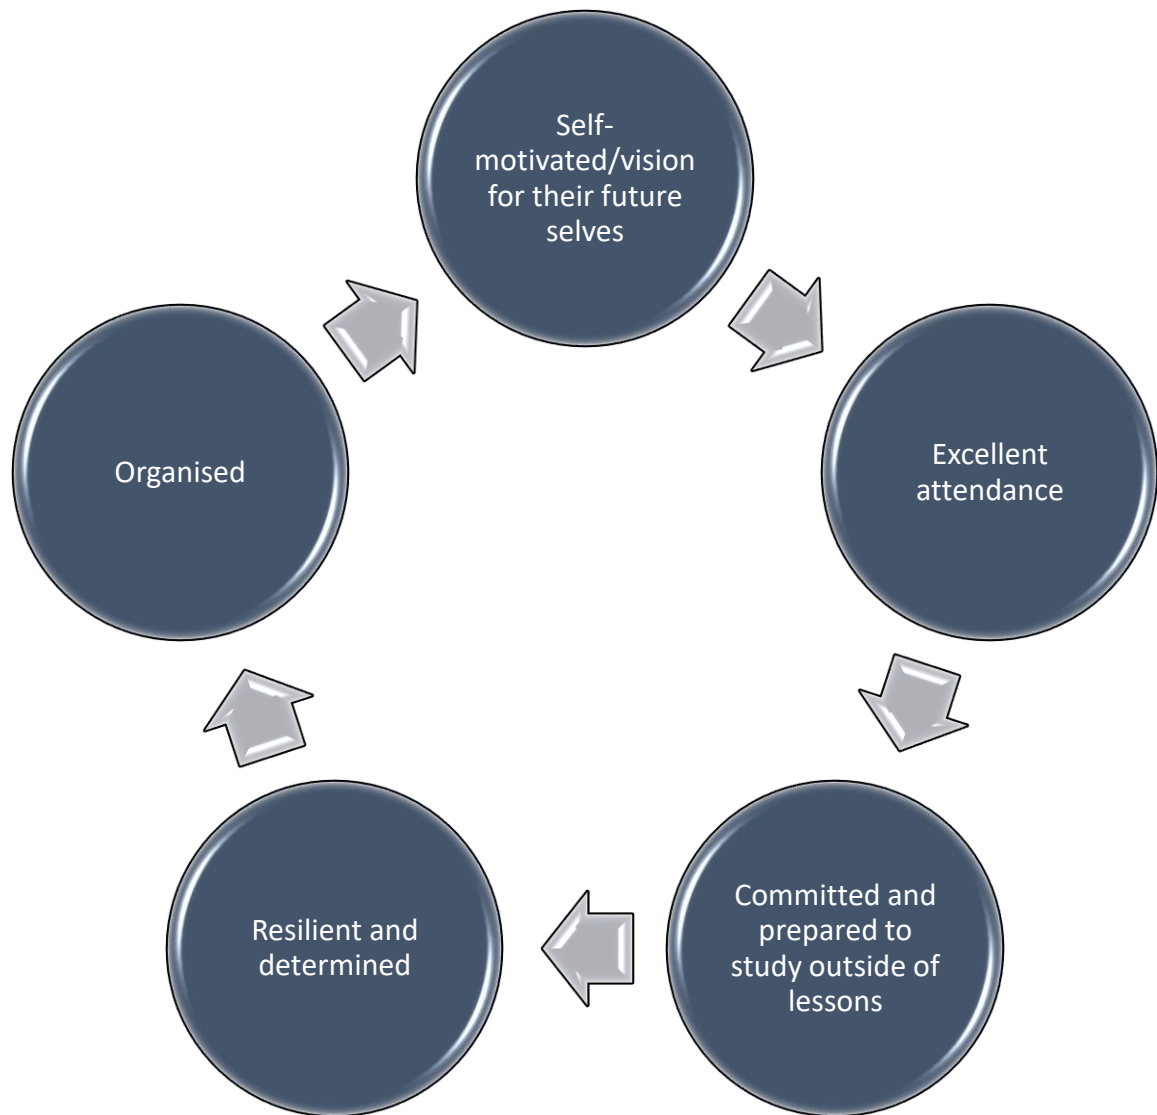 Self-
motivated/vision
for their future
selves
Excellent
attendance
Committed and
prepared to
study outside of
lessons
Resilient and
determined
Organised